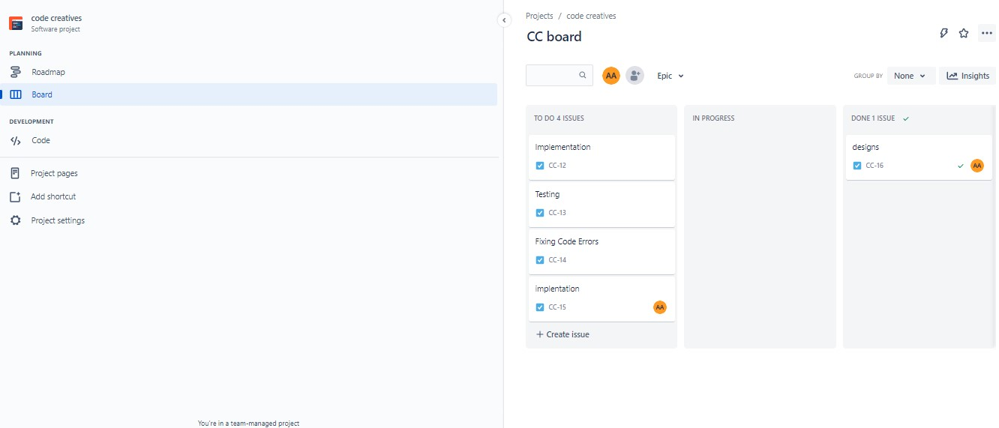 code creatives
Software project
PLANNING
Roadmap
Board
DEVELOPMENT
Code
Project pages
Add shortcut
Project settings
You're in a team-managed project
Projects / code creatives
CC board
AA
Epic
GROUP BY None Insights
TO DO 4 ISSUES
Implementation
CC-12
Testing
CC-13
Fixing Code Errors
CC-14
implentation
CC-15 AA
+ Create issue
IN PROGRESS
DONE 1 ISSUE
designs
CC-16 AA